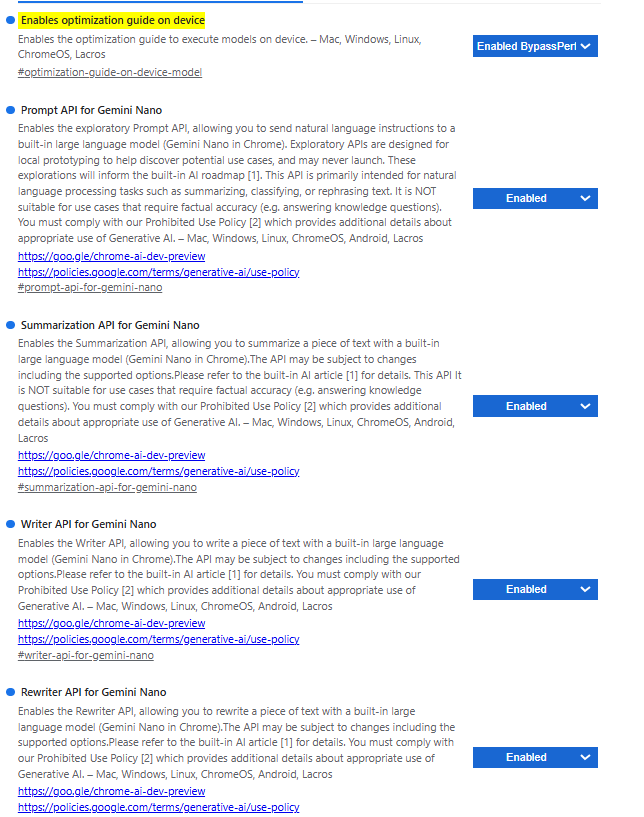 Enables optimization guide on device
Enables the optimization guide to execute models on device. – Mac, Windows, Linux,
ChromeOS, Lacros
#optimization-guide-on-device-model
Enabled BypassPerf
Prompt API for Gemini Nano
Enables the exploratory Prompt API, allowing you to send natural language instructions to a
built-in large language model (Gemini Nano in Chrome). Exploratory APIs are designed for
local prototyping to help discover potential use cases, and may never launch. These
explorations will inform the built-in AI roadmap [1]. This API is primarily intended for natural
language processing tasks such as summarizing, classifying, or rephrasing text. It is NOT
suitable for use cases that require factual accuracy (e.g. answering knowledge questions).
You must comply with our Prohibited Use Policy [2] which provides additional details about
appropriate use of Generative AI. – Mac, Windows, Linux, ChromeOS, Android, Lacros
https://goo.gle/chrome-ai-dev-preview
https://policies.google.com/terms/generative-ai/use-policy
#prompt-api-for-gemini-nano
Enabled
Summarization API for Gemini Nano
Enables the Summarization API, allowing you to summarize a piece of text with a built-in
large language model (Gemini Nano in Chrome).The API may be subject to changes
including the supported options.Please refer to the built-in AI article [1] for details. This API It
is NOT suitable for use cases that require factual accuracy (e.g. answering knowledge
questions). You must comply with our Prohibited Use Policy [2] which provides additional
details about appropriate use of Generative AI. – Mac, Windows, Linux, ChromeOS, Android,
Lacros
https://goo.gle/chrome-ai-dev-preview
https://policies.google.com/terms/generative-ai/use-policy
#summarization-api-for-gemini-nano
Enabled
Writer API for Gemini Nano
Enables the Writer API, allowing you to write a piece of text with a built-in large language
model (Gemini Nano in Chrome).The API may be subject to changes including the supported
options.Please refer to the built-in AI article [1] for details. You must comply with our
Prohibited Use Policy [2] which provides additional details about appropriate use of
Generative AI. – Mac, Windows, Linux, ChromeOS, Android, Lacros
https://goo.gle/chrome-ai-dev-preview
https://policies.google.com/terms/generative-ai/use-policy
#writer-api-for-gemini-nano
Enabled
Rewriter API for Gemini Nano
Enables the Rewriter API, allowing you to rewrite a piece of text with a built-in large
language model (Gemini Nano in Chrome).The API may be subject to changes including the
supported options.Please refer to the built-in AI article [1] for details. You must comply with
our Prohibited Use Policy [2] which provides additional details about appropriate use of
Generative AI. – Mac, Windows, Linux, ChromeOS, Android, Lacros
https://goo.gle/chrome-ai-dev-preview
https://policies.google.com/terms/generative-ai/use-policy
Enabled